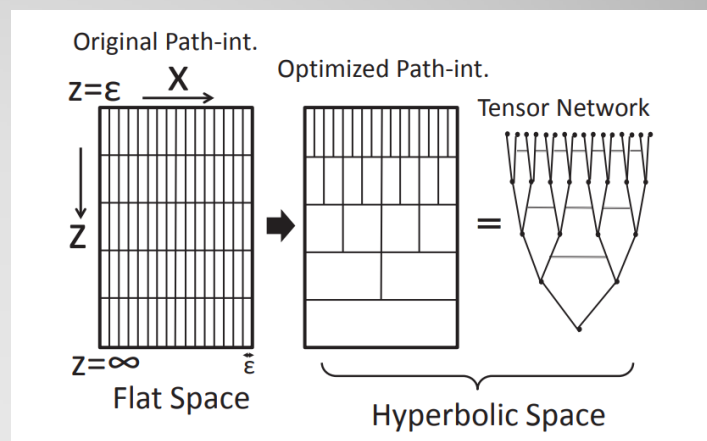 Original Path-int.
z=ε
X
Optimized Path-int.
Tensor Network
z
=
z=∞
ε
Flat Space
Hyperbolic Space